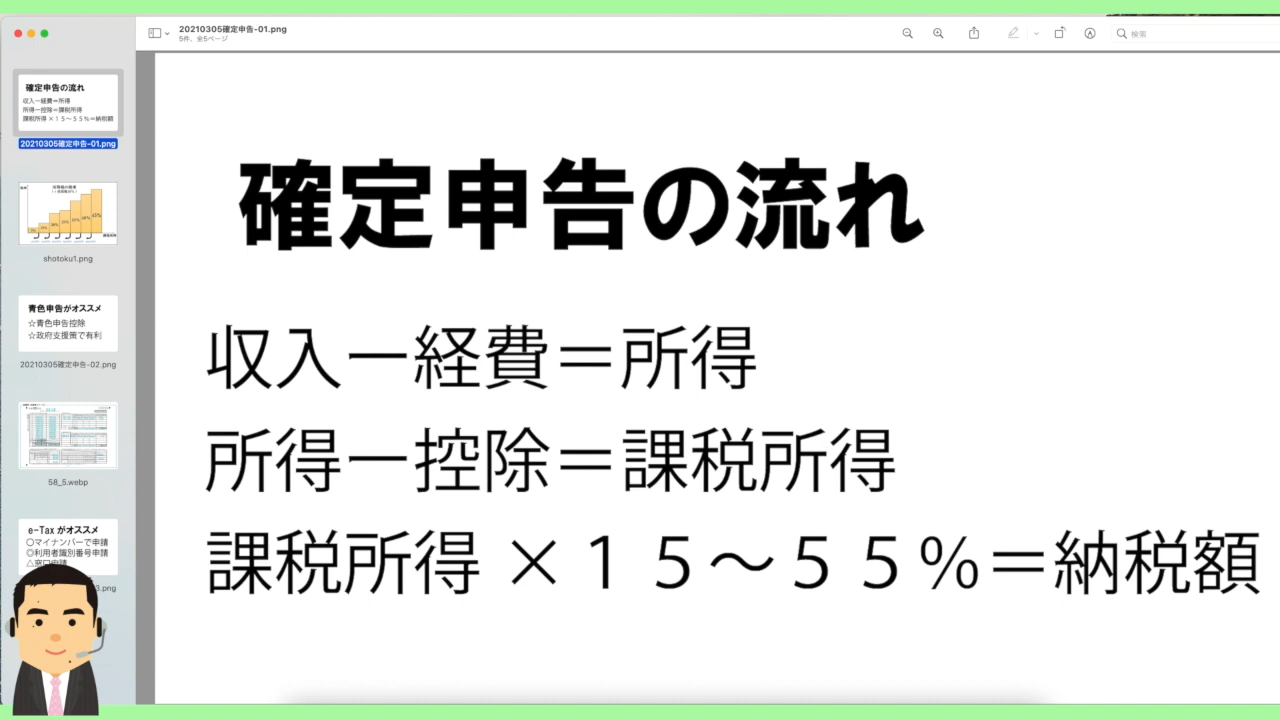 20210305確定申告-01.png
5件、全5ページ
検索
確定申告の流れ
収入ー経費＝所得
所得ー控除＝課税所得
課税所得×１５〜５５％＝納税額
20210305確定申告-01.png
shotoku1.png
青色申告がオススメ
☆青色申告控除
☆政府支援策で有利
20210305確定申告-02.png
58_5.webp
e-Tax がオススメ
〇マイナンバーで申請
◎利用者識別番号申請
△窓口申請
3.png
確定申告の流れ
収入ー経費＝所得
所得ー控除＝課税所得
課税所得 ×１５〜５５％＝納税額